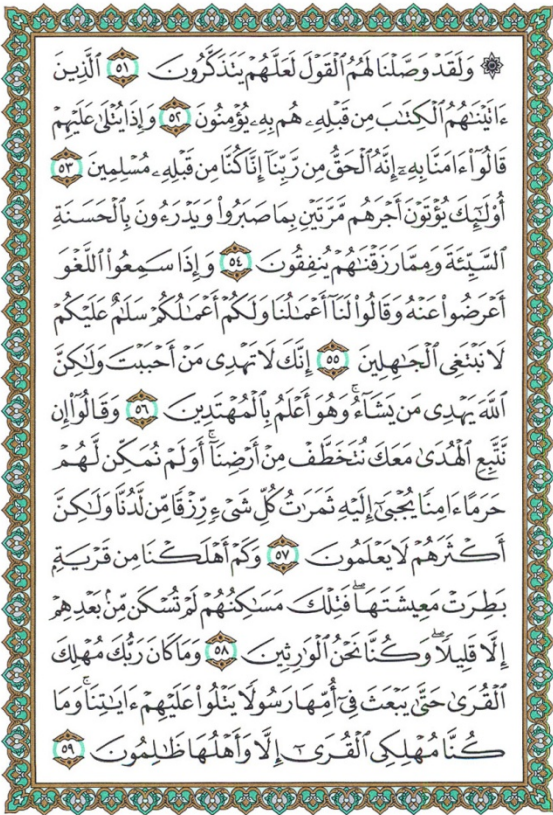 ۞ وَلَقَدْ وَصَّلْنَا لَهُمُ ٱلْقَوْلَ لَعَلَّهُمْ يَتَذَكَّرُونَ ٥١ ٱلَّذِينَ
ءَاتَيْنَٰهُمُ ٱلْكِتَٰبَ مِن قَبْلِهِۦ هُم بِهِۦ يُؤْمِنُونَ ٥٢ وَإِذَا يُتْلَىٰ عَلَيْهِمْ
قَالُوٓا۟ ءَامَنَّا بِهِۦٓ إِنَّهُ ٱلْحَقُّ مِن رَّبِّنَآ إِنَّا كُنَّا مِن قَبْلِهِۦ مُسْلِمِينَ ٥٣
أُو۟لَٰٓئِكَ يُؤْتَوْنَ أَجْرَهُم مَّرَّتَيْنِ بِمَا صَبَرُوا۟ وَيَدْرَءُونَ بِٱلْحَسَنَةِ
ٱلسَّيِّئَةَ وَمِمَّا رَزَقْنَٰهُمْ يُنفِقُونَ ٥٤ وَإِذَا سَمِعُوا۟ ٱللَّغْوَ
أَعْرَضُوا۟ عَنْهُ وَقَالُوا۟ لَنَآ أَعْمَٰلُنَا وَلَكُمْ أَعْمَٰلُكُمْ سَلَٰمٌ عَلَيْكُمْ
لَا نَبْتَغِى ٱلْجَٰهِلِينَ ٥٥ إِنَّكَ لَا تَهْدِى مَنْ أَحْبَبْتَ وَلَٰكِنَّ
ٱللَّهَ يَهْدِى مَن يَشَآءُ ۚ وَهُوَ أَعْلَمُ بِٱلْمُهْتَدِينَ ٥٦ وَقَالُوٓا۟ إِن
نَّتَّبِعِ ٱلْهُدَىٰ مَعَكَ نُتَخَطَّفْ مِنْ أَرْضِنَآ ۚ أَوَلَمْ نُمَكِّن لَّهُمْ
حَرَمًا ءَامِنًا يُجْبَىٰٓ إِلَيْهِ ثَمَرَٰتُ كُلِّ شَىْءٍ رِّزْقًا مِّن لَّدُنَّا وَلَٰكِنَّ
أَكْثَرَهُمْ لَا يَعْلَمُونَ ٥٧ وَكَمْ أَهْلَكْنَا مِن قَرْيَةٍۭ
بَطِرَتْ مَعِيشَتَهَا ۖ فَتِلْكَ مَسَٰكِنُهُمْ لَمْ تُسْكَن مِّنۢ بَعْدِهِمْ
إِلَّا قَلِيلًا ۖ وَكُنَّا نَحْنُ ٱلْوَٰرِثِينَ ٥٨ وَمَا كَانَ رَبُّكَ مُهْلِكَ
ٱلْقُرَىٰ حَتَّىٰ يَبْعَثَ فِىٓ أُمِّهَا رَسُولًا يَتْلُوا۟ عَلَيْهِمْ ءَايَٰتِنَا ۚ وَمَا
كُنَّا مُهْلِكِى ٱلْقُرَىٰٓ إِلَّا وَأَهْلُهَا ظَٰلِمُونَ ٥٩